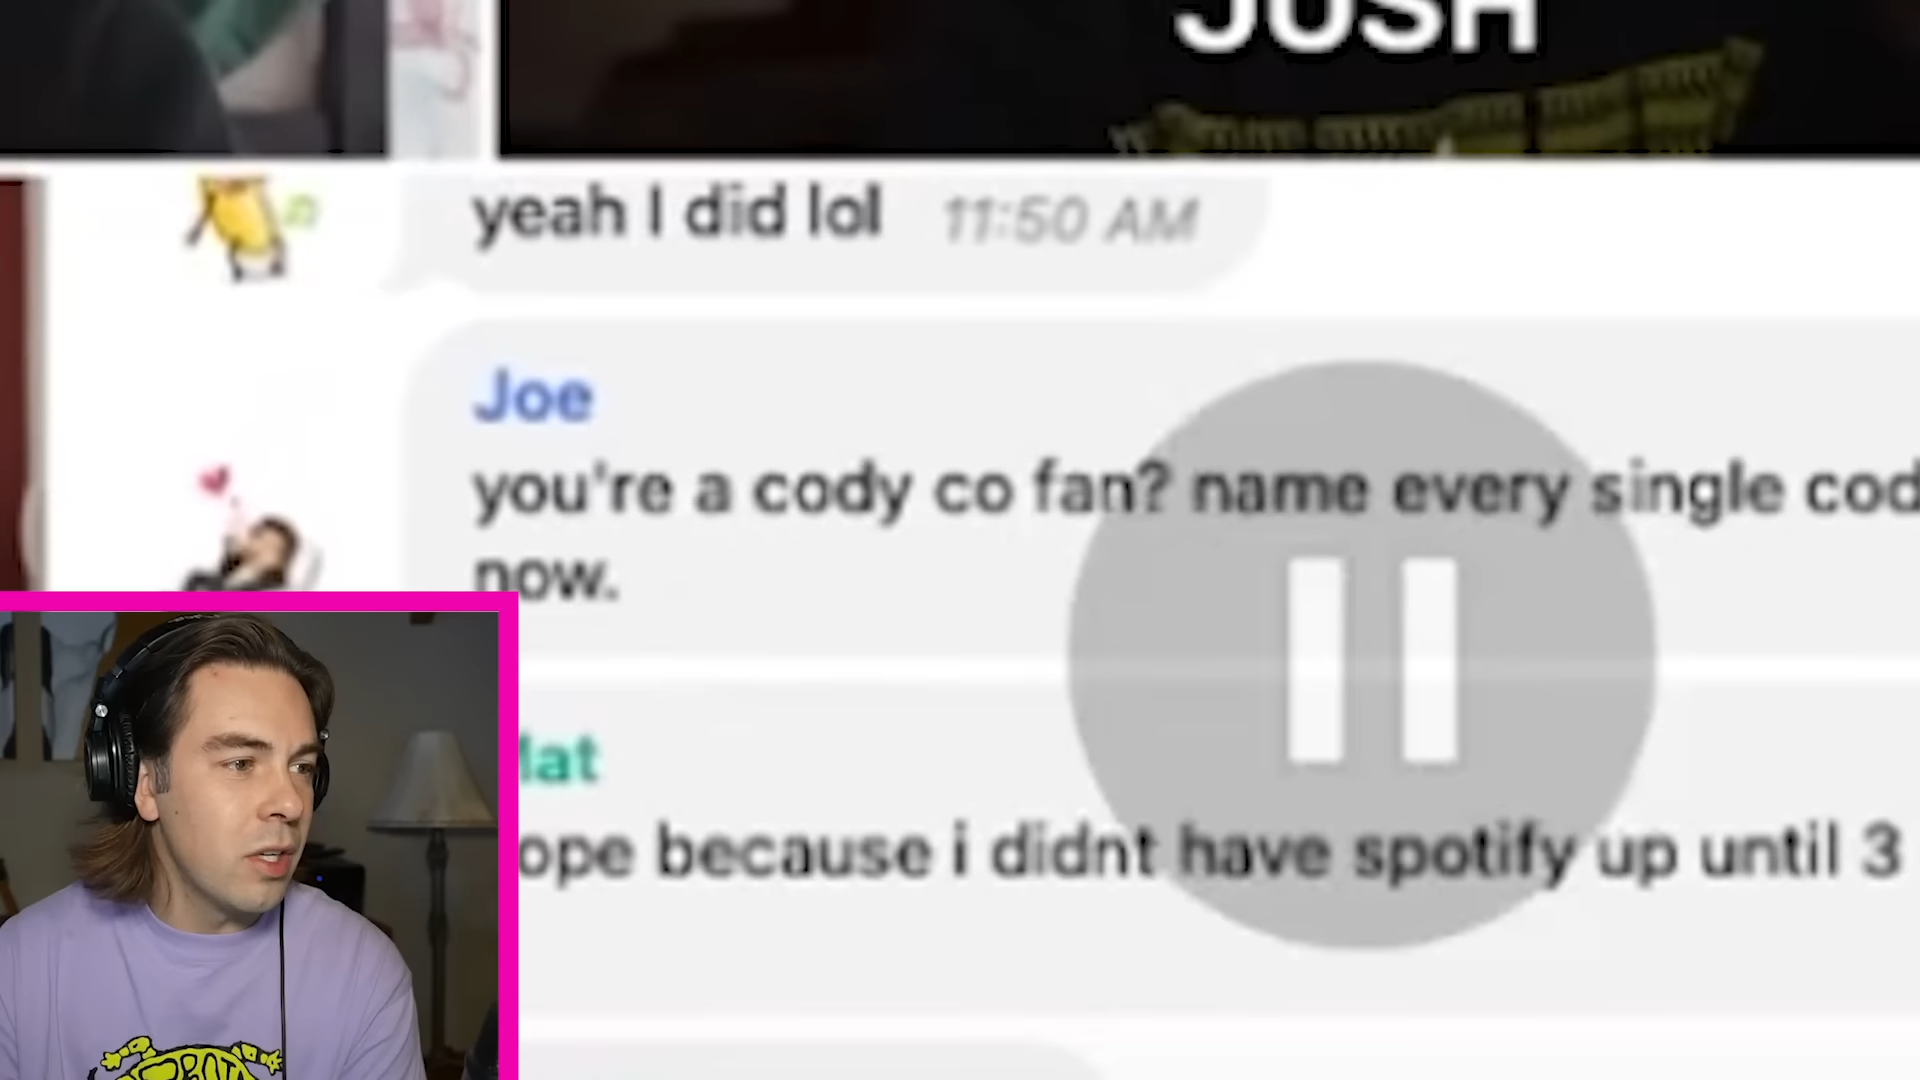 JOSH
yeah I did lol 11:50 AM
Joe
you're a cody co fan? name every single cod
now.
lat
ope because i didnt have spotify up until 3